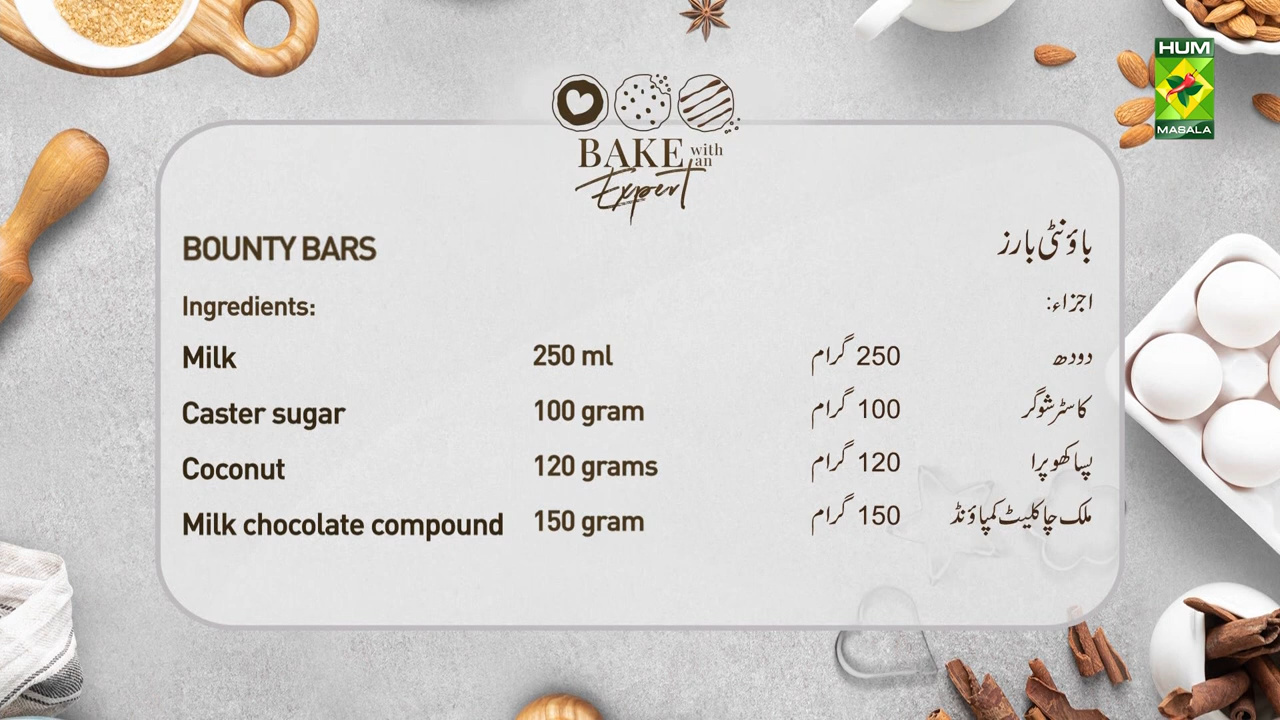 HUM
MASALA
BAKE with an
Expert
BOUNTY BARS باؤنٹی بارز
Ingredients: اجزاء:
Milk 250 ml 250 گرام دودھ
Caster sugar 100 gram 100 گرام کاسٹر شوگر
Coconut 120 grams 120 گرام پسا کھوپرا
Milk chocolate compound 150 gram 150 گرام ملک چاکلیٹ کمپاؤنڈ